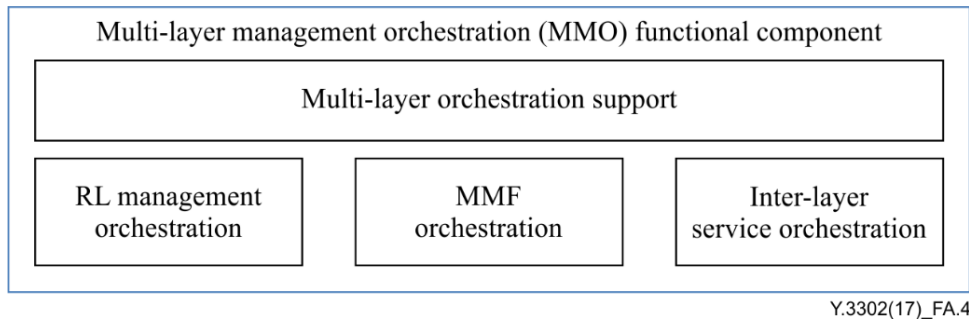 Multi-layer management orchestration (MMO) functional component
Multi-layer orchestration support
RL management
orchestration
MMF
orchestration
Inter-layer
service orchestration
Y.3302(17)_FA.4